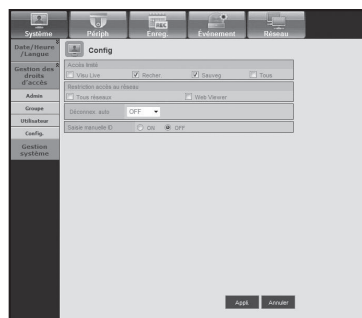 Système Périph Enreg. Événement Réseau
REC
Date/Heure
/Langue
Gestion des
droits
d'accès
Admin
Groupe
Utilisateur
Config.
Gestion
système
Config
Accès limité
Visu Live Recher. Sauveg. Tous
Restriction accès au réseau
Tous réseaux Web Viewer
Déconnex. auto. OFF
Saisie manuelle ID ON OFF
Appli. Annuler